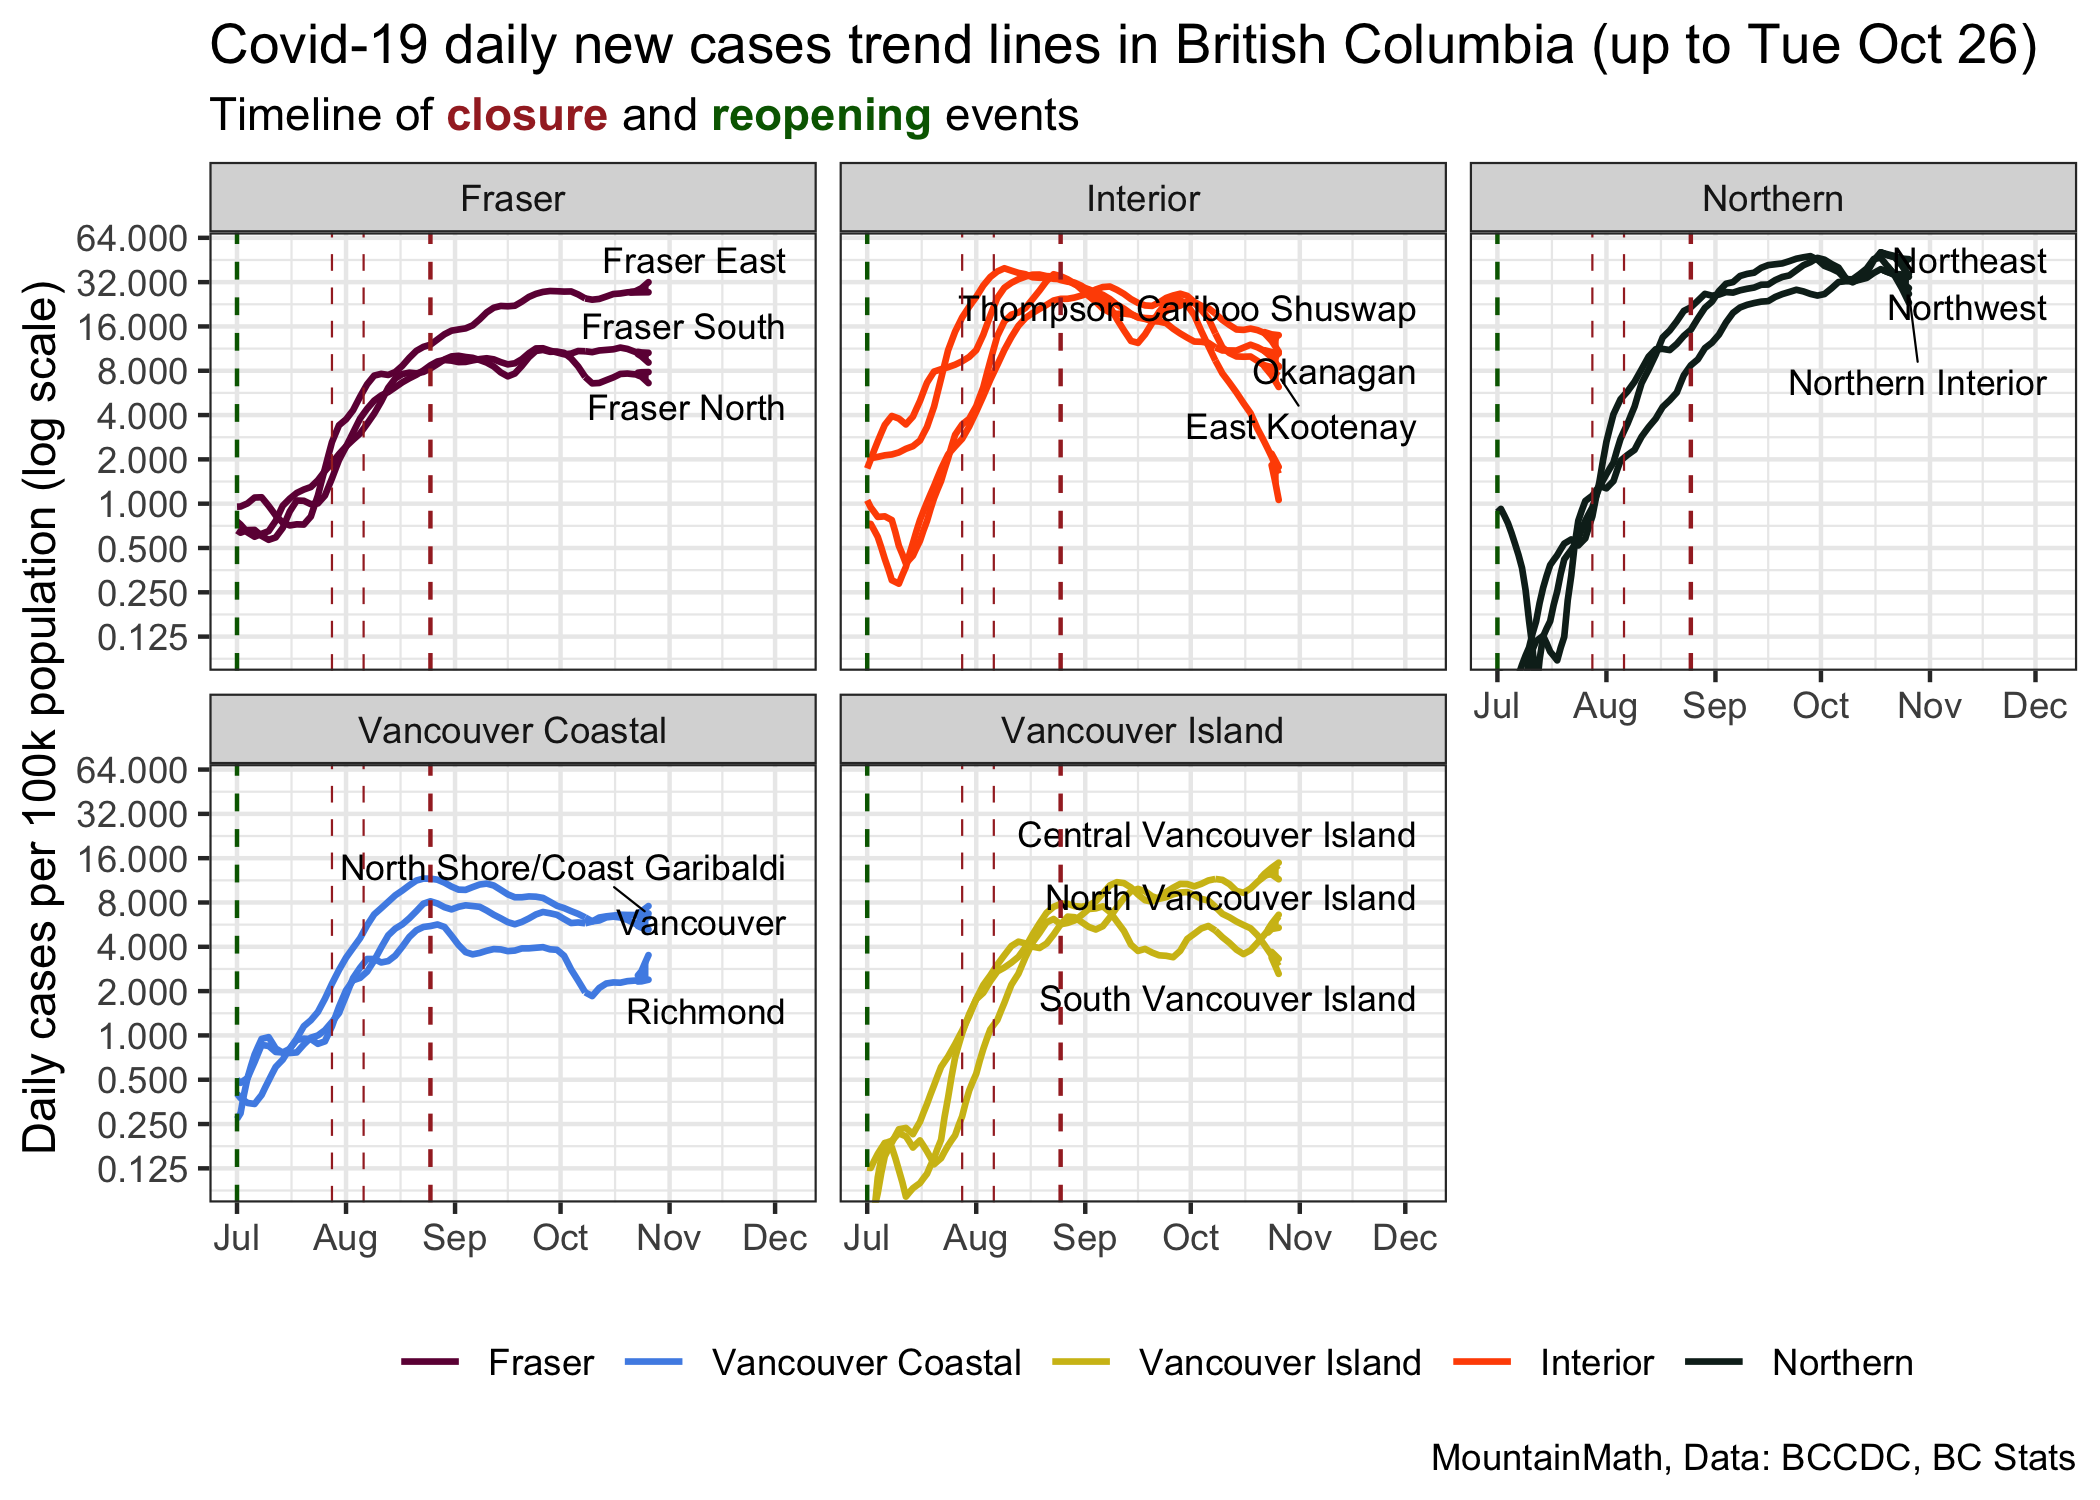 Covid-19 daily new cases trend lines in British Columbia (up to Tue Oct 26)
Timeline of closure and reopening events
Daily cases per 100k population (log scale)
Fraser
64.000
32.000
16.000
8.000
4.000
2.000
1.000
0.500
0.250
0.125
Fraser East
Fraser South
Fraser North
Interior
Thompson Cariboo Shuswap
Okanagan
East Kootenay
Northern
Northeast
Northwest
Northern Interior
Jul Aug Sep Oct Nov Dec
Vancouver Coastal
64.000
32.000
16.000
8.000
4.000
2.000
1.000
0.500
0.250
0.125
North Shore/Coast Garibaldi
Vancouver
Richmond
Jul Aug Sep Oct Nov Dec
Vancouver Island
Central Vancouver Island
North Vancouver Island
South Vancouver Island
Jul Aug Sep Oct Nov Dec
Fraser Vancouver Coastal Vancouver Island Interior Northern
MountainMath, Data: BCCDC, BC Stats